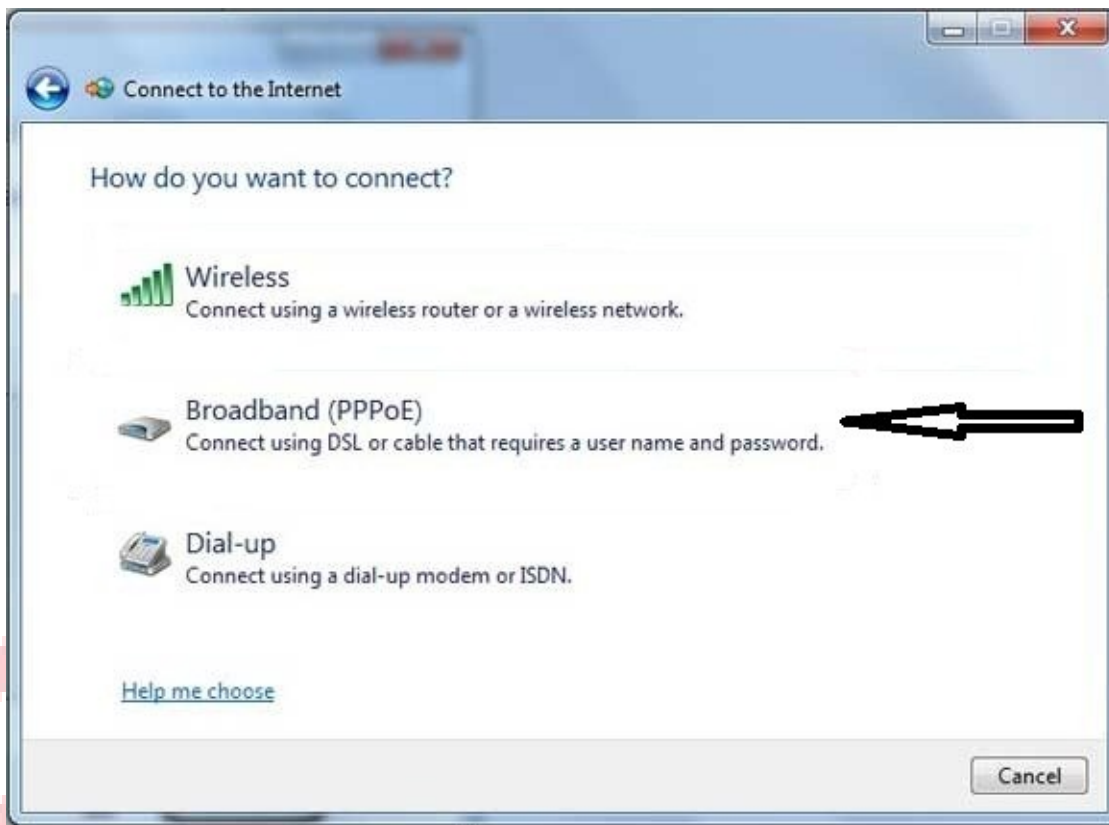 Connect to the Internet
How do you want to connect?
Wireless
Connect using a wireless router or a wireless network.
Broadband (PPPoE)
Connect using DSL or cable that requires a user name and password.
Dial-up
Connect using a dial-up modem or ISDN.
Help me choose
Cancel